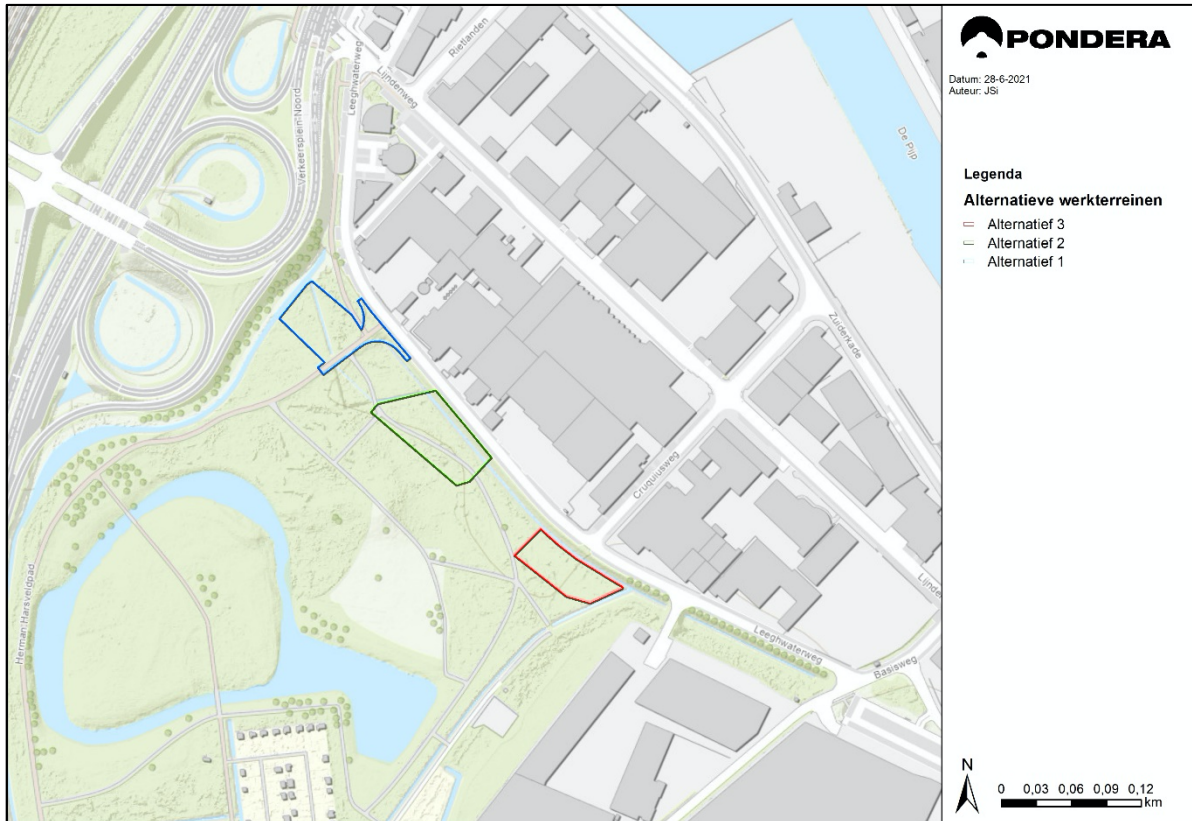 PONDERA
Datum: 28-6-2021
Auteur: JSi
Legenda
Alternatieve werkterreinen
Alternatief 3
Alternatief 2
Alternatief 1
N
0 0,03 0,06 0,09 0,12
km
Rietlanden
Leeghwaterweg
Lijndenweg
Verkeersplein Noord
De Pijp
Zuiderkade
Cruquiusweg
Herman Harsveldpad
Leeghwaterweg
Basisweg
Lijnde